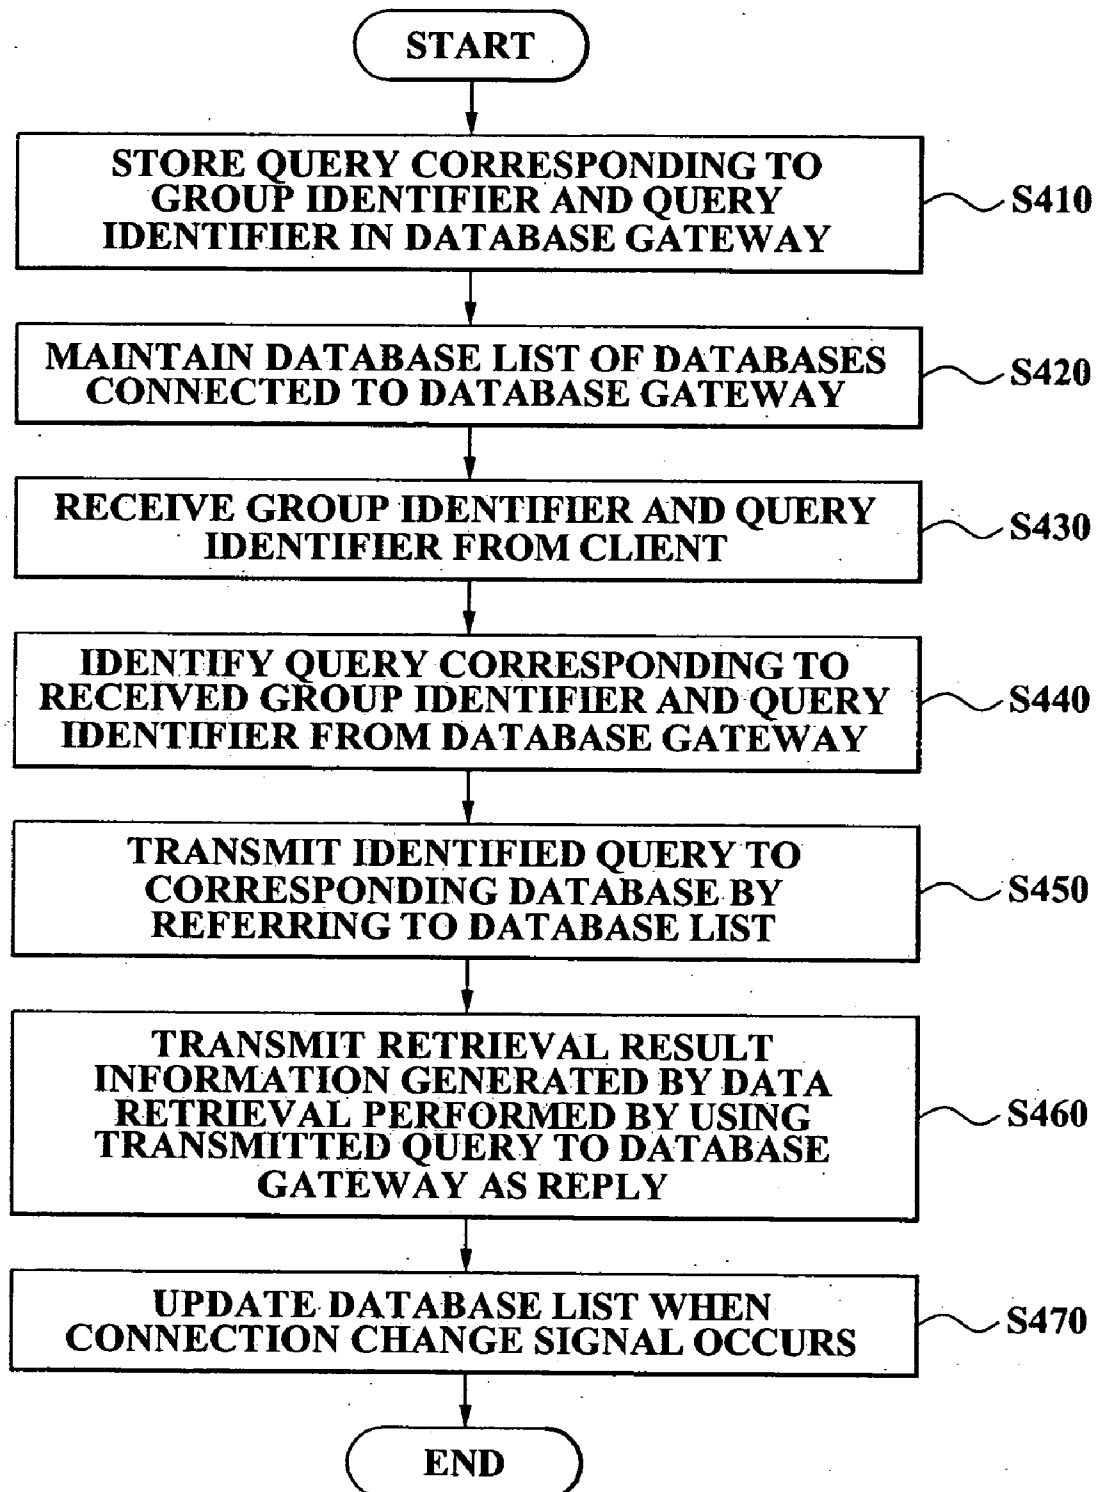 START
STORE QUERY CORRESPONDING TO
GROUP IDENTIFIER AND QUERY
IDENTIFIER IN DATABASE GATEWAY
S410
MAINTAIN DATABASE LIST OF DATABASES
CONNECTED TO DATABASE GATEWAY
S420
RECEIVE GROUP IDENTIFIER AND QUERY
IDENTIFIER FROM CLIENT
S430
IDENTIFY QUERY CORRESPONDING TO
RECEIVED GROUP IDENTIFIER AND QUERY
IDENTIFIER FROM DATABASE GATEWAY
S440
TRANSMIT IDENTIFIED QUERY TO
CORRESPONDING DATABASE BY
REFERRING TO DATABASE LIST
S450
TRANSMIT RETRIEVAL RESULT
INFORMATION GENERATED BY DATA
RETRIEVAL PERFORMED BY USING
TRANSMITTED QUERY TO DATABASE
GATEWAY AS REPLY
S460
UPDATE DATABASE LIST WHEN
CONNECTION CHANGE SIGNAL OCCURS
S470
END